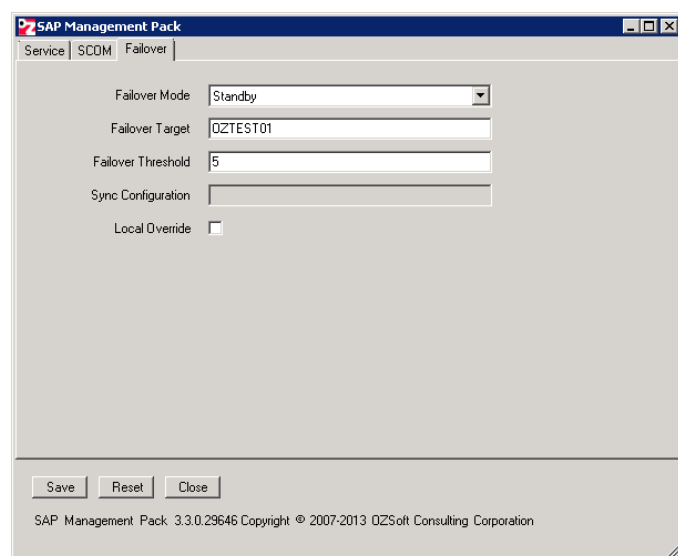 SAP Management Pack
Service SCOM Failover
Failover Mode Standby
Failover Target OZTEST01
Failover Threshold 5
Sync Configuration
Local Override
Save Reset Close
SAP Management Pack 3.3.0.29646 Copyright © 2007-2013 OZSoft Consulting Corporation